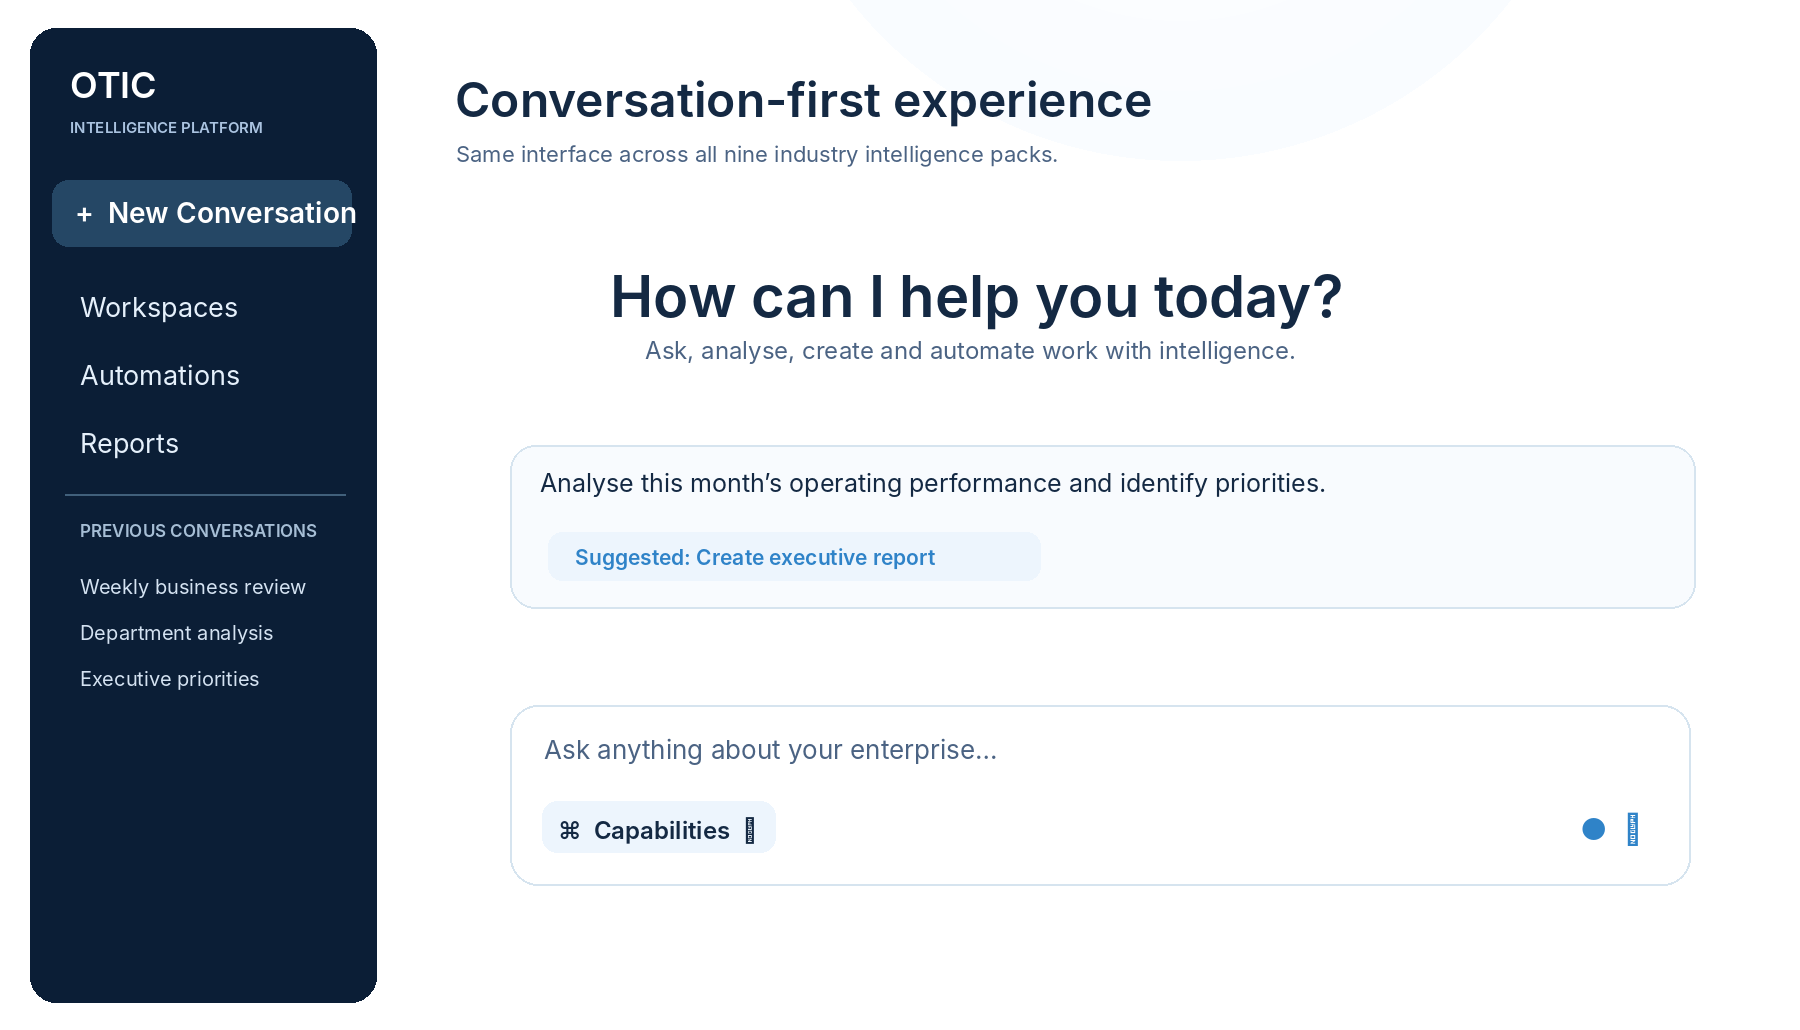 OTIC
INTELLIGENCE PLATFORM
+ New Conversation
Workspaces
Automations
Reports
PREVIOUS CONVERSATIONS
Weekly business review
Department analysis
Executive priorities
Conversation-first experience
Same interface across all nine industry intelligence packs.
How can I help you today?
Ask, analyse, create and automate work with intelligence.
Analyse this month’s operating performance and identify priorities.
Suggested: Create executive report
Ask anything about your enterprise...
⌘ Capabilities